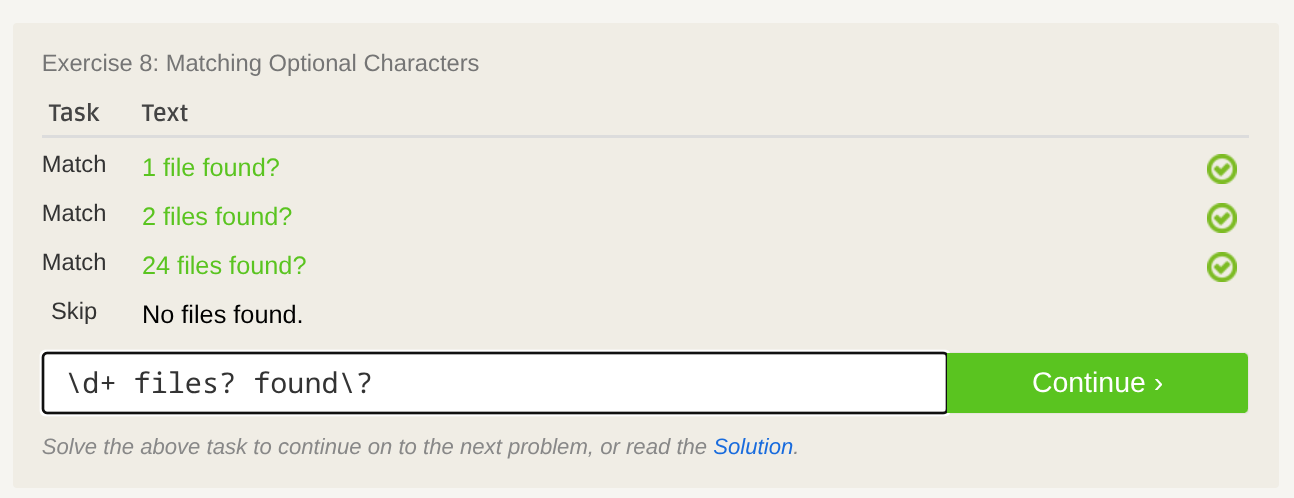 Exercise 8: Matching Optional Characters
Task Text
Match 1 file found?
Match 2 files found?
Match 24 files found?
Skip No files found.
\d+ files? found\? Continue ›
Solve the above task to continue on to the next problem, or read the Solution.